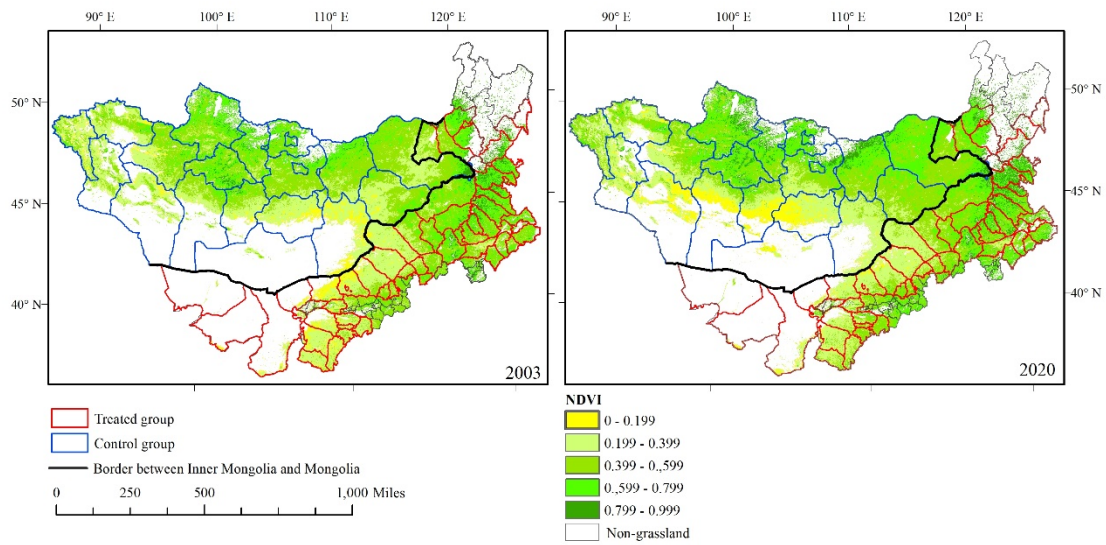 90° E 100° E 110° E 120° E
90° E 100° E 110° E 120° E
50° N
45° N
40° N
2003
50° N
45° N
40° N
2020
Treated group
Control group
Border between Inner Mongolia and Mongolia
0 250 500 1,000 Miles
NDVI
0 - 0.199
0.199 - 0.399
0.399 - 0.,599
0.,599 - 0.799
0.799 - 0.999
Non-grassland